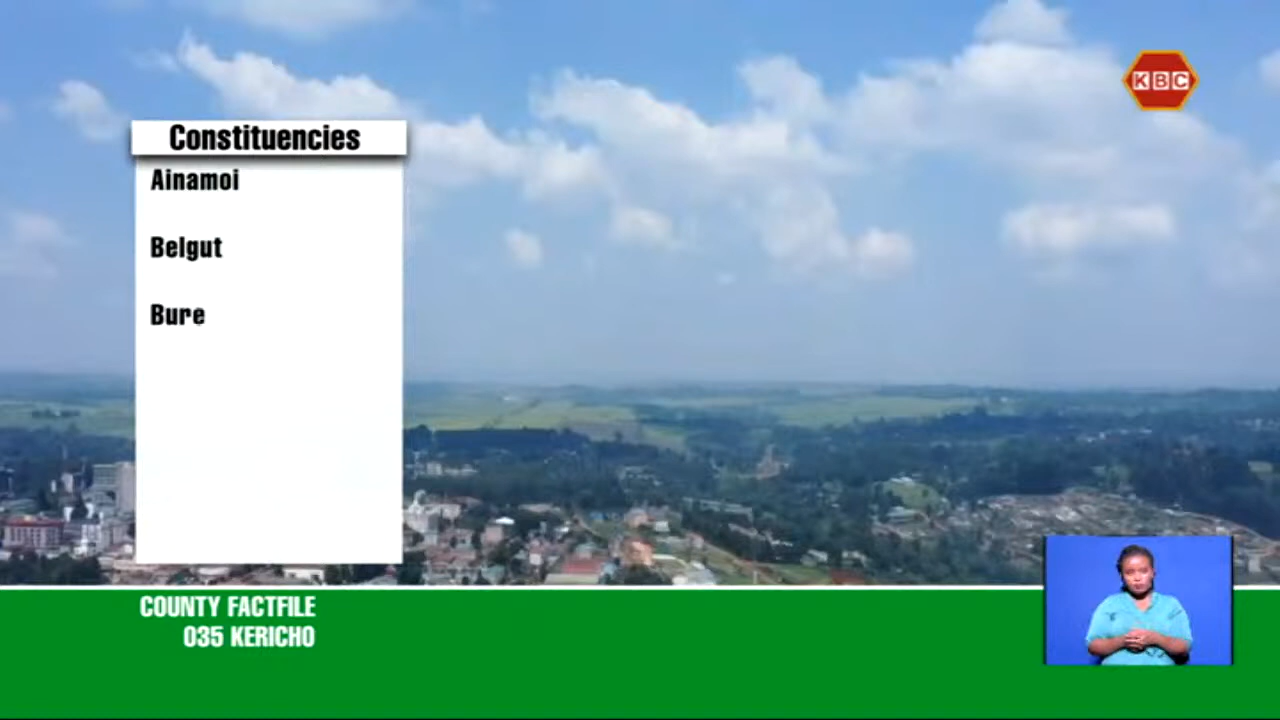 KBC
Constituencies
Ainamoi
Belgut
Bure
COUNTY FACTFILE
035 KERICHO